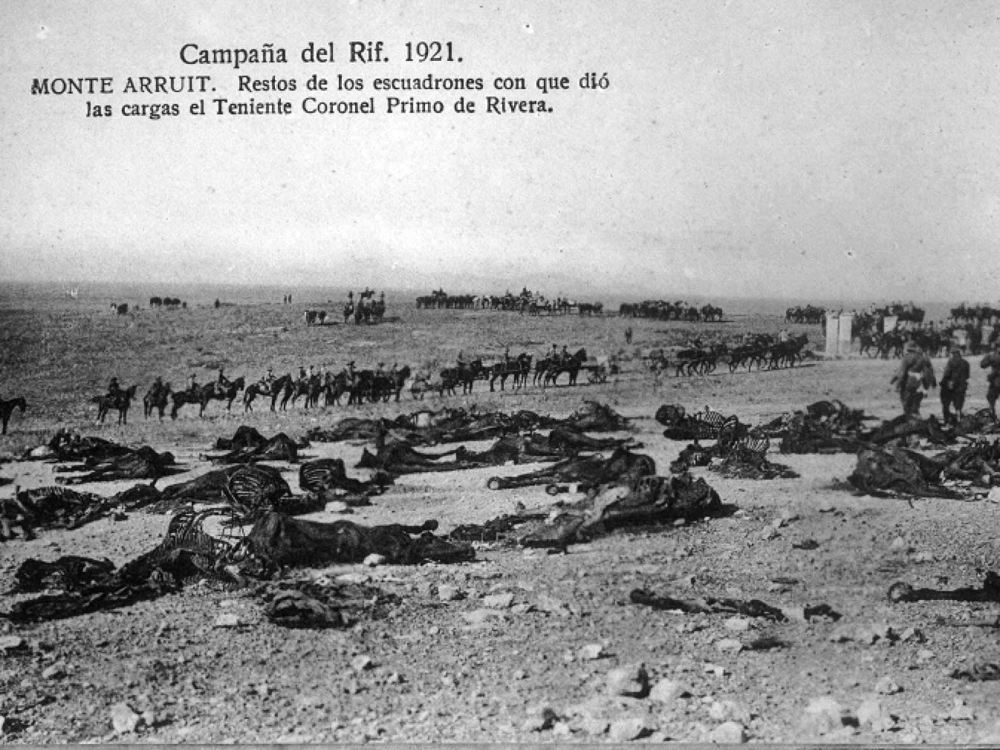 Campaña del Rif. 1921.
MONTE ARRUIT. Restos de los escuadrones con que dió
las cargas el Teniente Coronel Primo de Rivera.